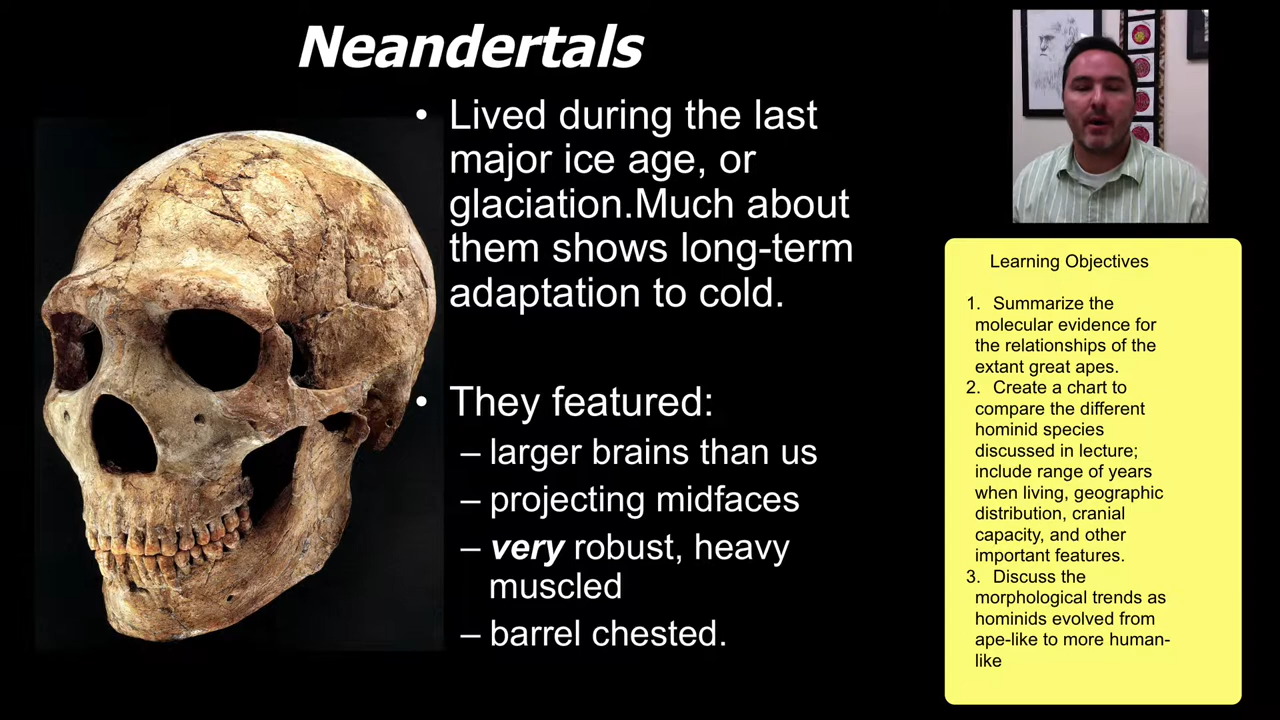 Neandertals
• Lived during the last
major ice age, or
glaciation.Much about
them shows long-term
adaptation to cold.
• They featured:
– larger brains than us
– projecting midfaces
– very robust, heavy
muscled
– barrel chested.
Learning Objectives
1. Summarize the
molecular evidence for
the relationships of the
extant great apes.
2. Create a chart to
compare the different
hominid species
discussed in lecture;
include range of years
when living, geographic
distribution, cranial
capacity, and other
important features.
3. Discuss the
morphological trends as
hominids evolved from
ape-like to more human-
like